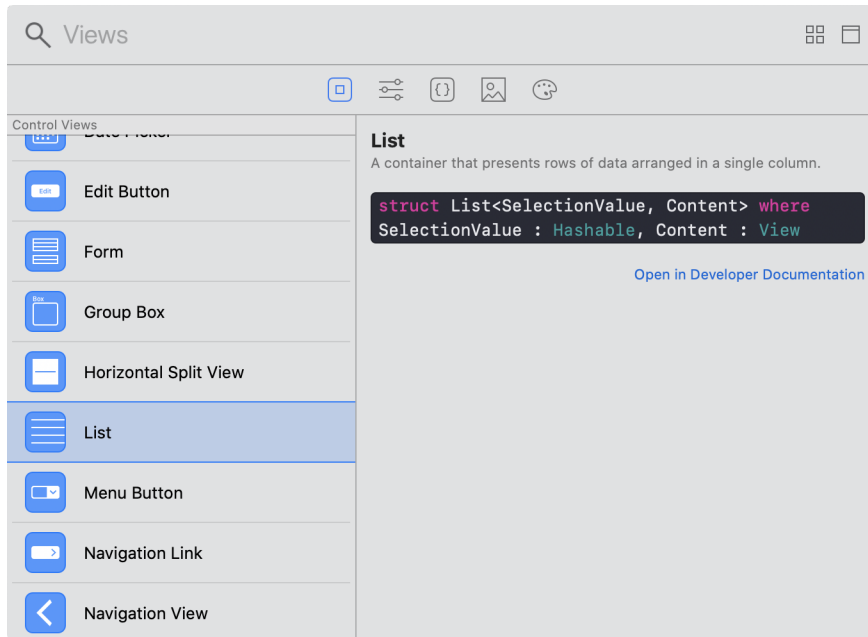 Views
Control Views
Date Picker
Edit
Edit Button
Form
Box
Group Box
Horizontal Split View
List
Menu Button
Navigation Link
Navigation View
{}
List
A container that presents rows of data arranged in a single column.
struct List<SelectionValue, Content> where
SelectionValue : Hashable, Content : View
Open in Developer Documentation